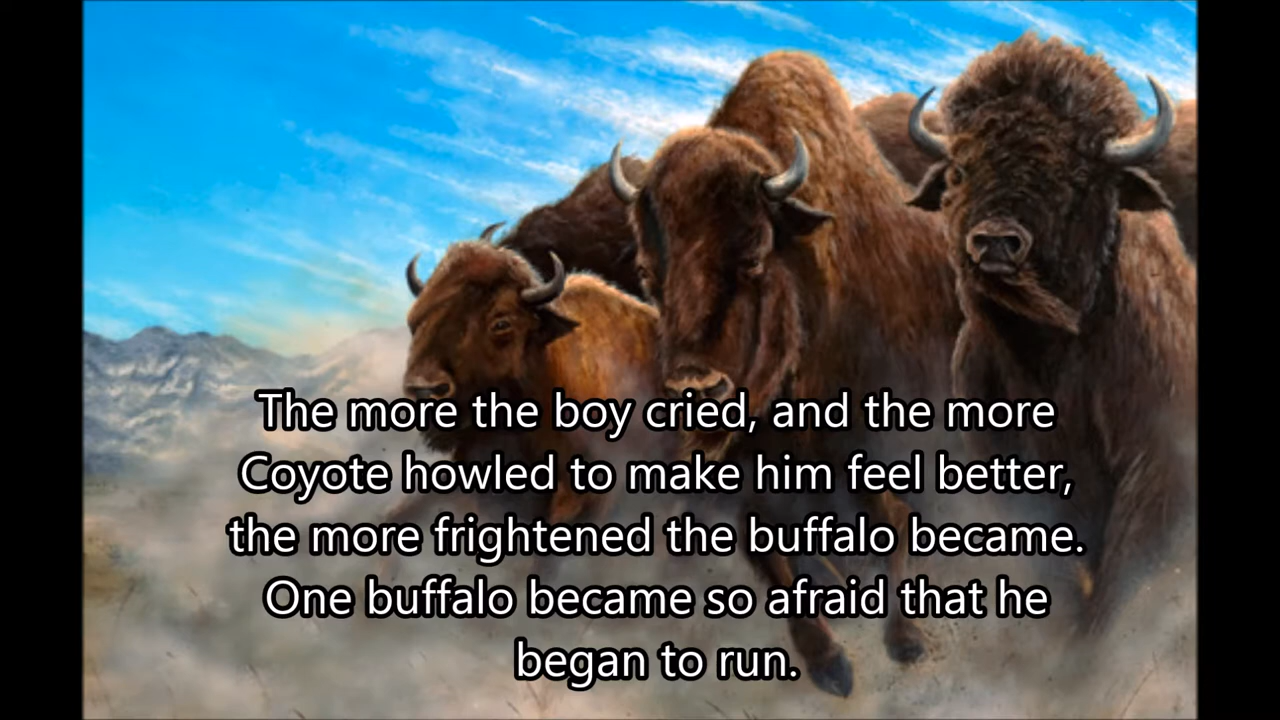 The more the boy cried, and the more
Coyote howled to make him feel better,
the more frightened the buffalo became.
One buffalo became so afraid that he
began to run.